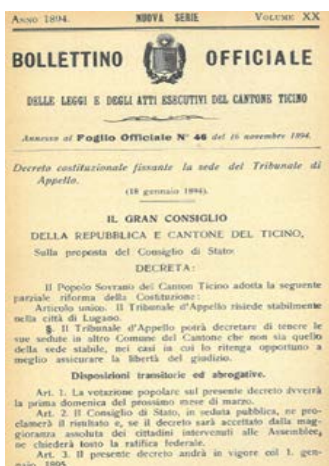 ANNO 1894. NUOVA SERIE VOLUME XX
BOLLETTINO OFFICIALE
DELLE LEGGI E DEGLI ATTI ESECUTIVI DEL CANTONE TICINO
Annesso al Foglio Officiale N° 46 del 16 novembre 1894.
Decreto costituzionale fissante la sede del Tribunale di
Appello.
(18 gennaio 1894).
IL GRAN CONSIGLIO
DELLA REPUBBLICA E CANTONE DEL TICINO,
Sulla proposta del Consiglio di Stato:
DECRETA:
Il Popolo Sovrano del Canton Ticino adotta la seguente
parziale riforma della Costituzione:
Articolo unico. Il Tribunale d'Appello risiede stabilmente
nella città di Lugano.
§. Il Tribunale d'Appello potrà decretare di tenere le
sue sedute in altro Comune del Cantone che non sia quello
della sede stabile, nei casi in cui lo ritenga opportuno a
meglio assicurare la libertà del giudizio.
Disposizioni transitorie ed abrogative.
Art. 1. La votazione popolare sul presente decreto avverrà
la prima domenica del prossimo mese di marzo.
Art. 2. Il Consiglio di Stato, in seduta pubblica, ne pro-
clamerà il risultato e, se il decreto sarà accettato dalla mag-
gioranza assoluta dei cittadini intervenuti alle Assemblee,
ne chiederà tosto la ratifica federale.
Art. 3. Il presente decreto andrà in vigore col 1. gen-
naio 1895.